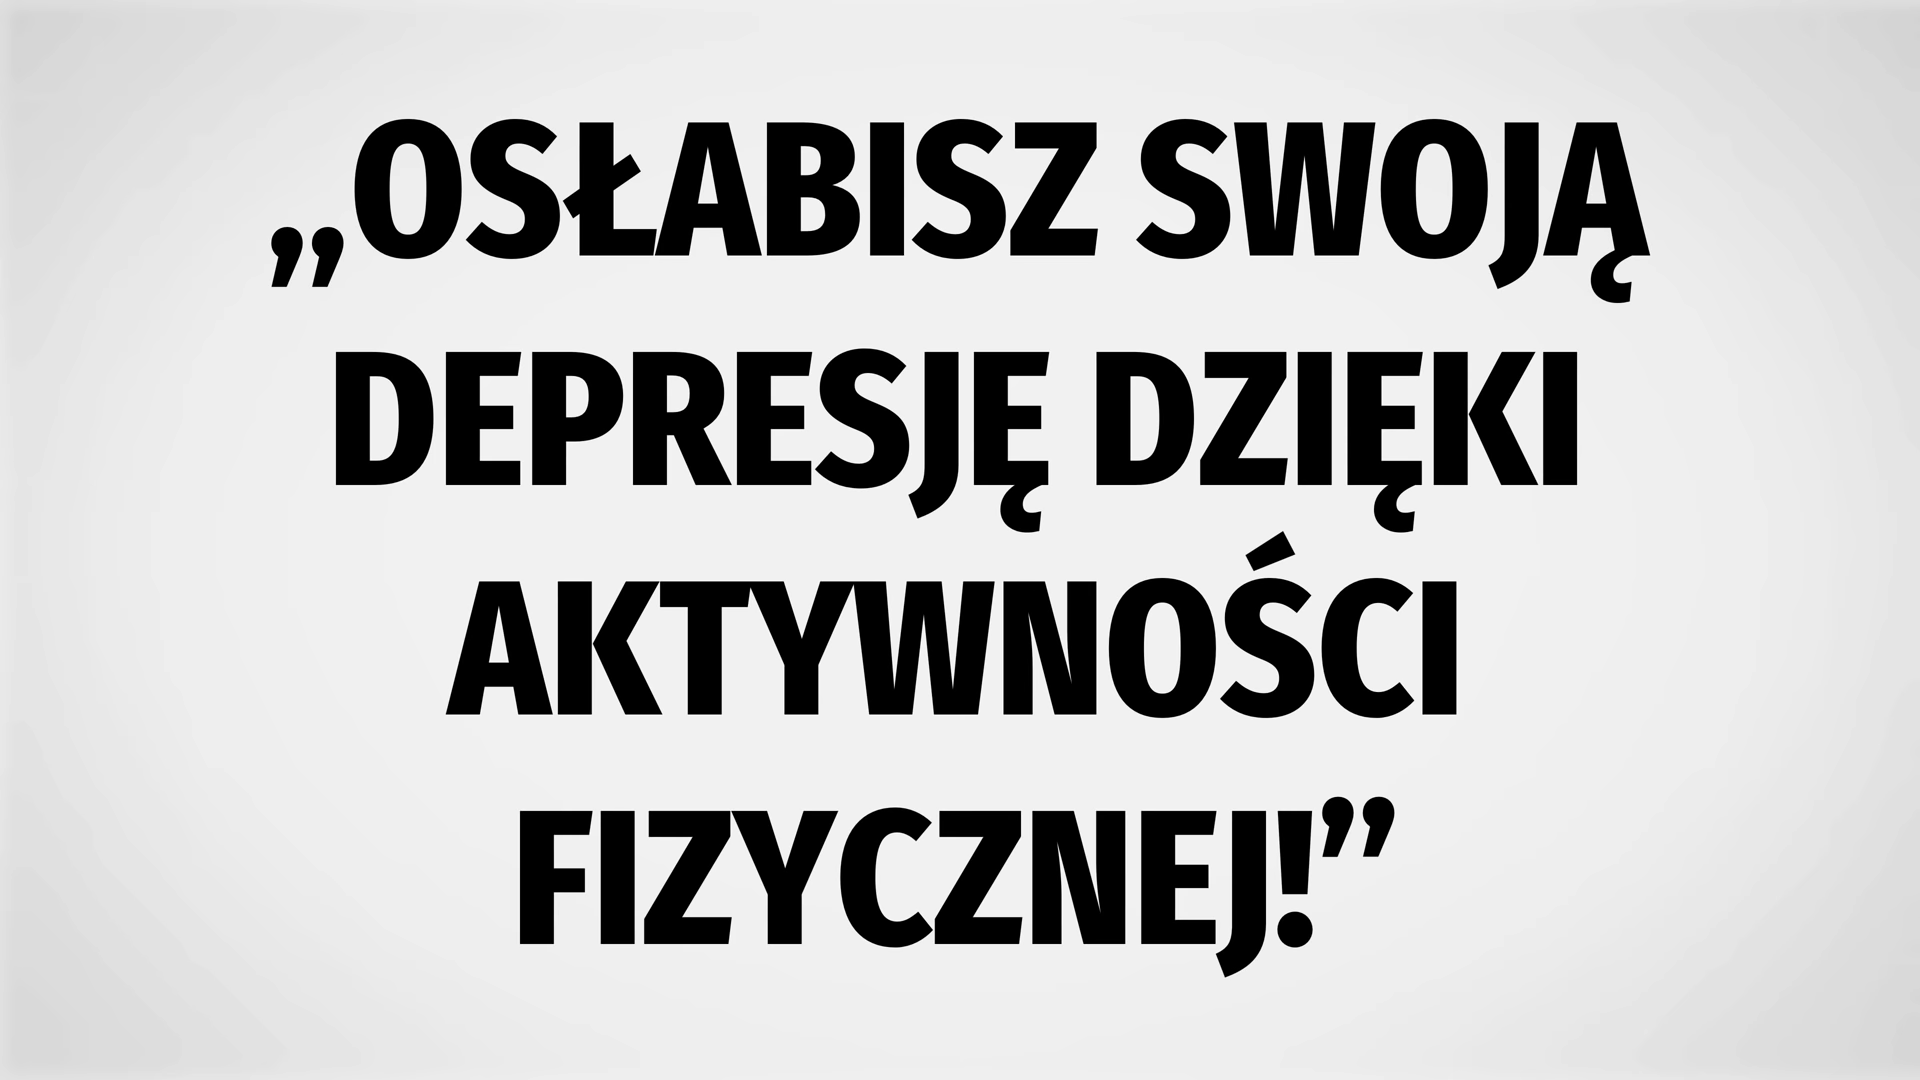 „OSŁABISZ SWOJĄ
DEPRESJĘ DZIĘKI
AKTYWNOŚCI
FIZYCZNEJ!”